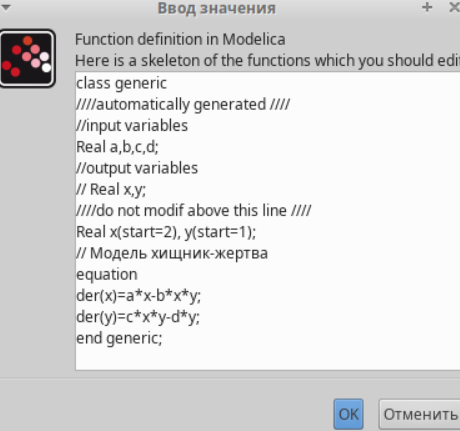 Ввод значения
Function definition in Modelica
Here is a skeleton of the functions which you should edi
class generic
////automatically generated ////
//input variables
Real a,b,c,d;
//output variables
// Real x,y;
////do not modif above this line ////
Real x(start=2), y(start=1);
// Модель хищник-жертва
equation
der(x)=a*x-b*x*y;
der(y)=c*x*y-d*y;
end generic;
OK
Отменить